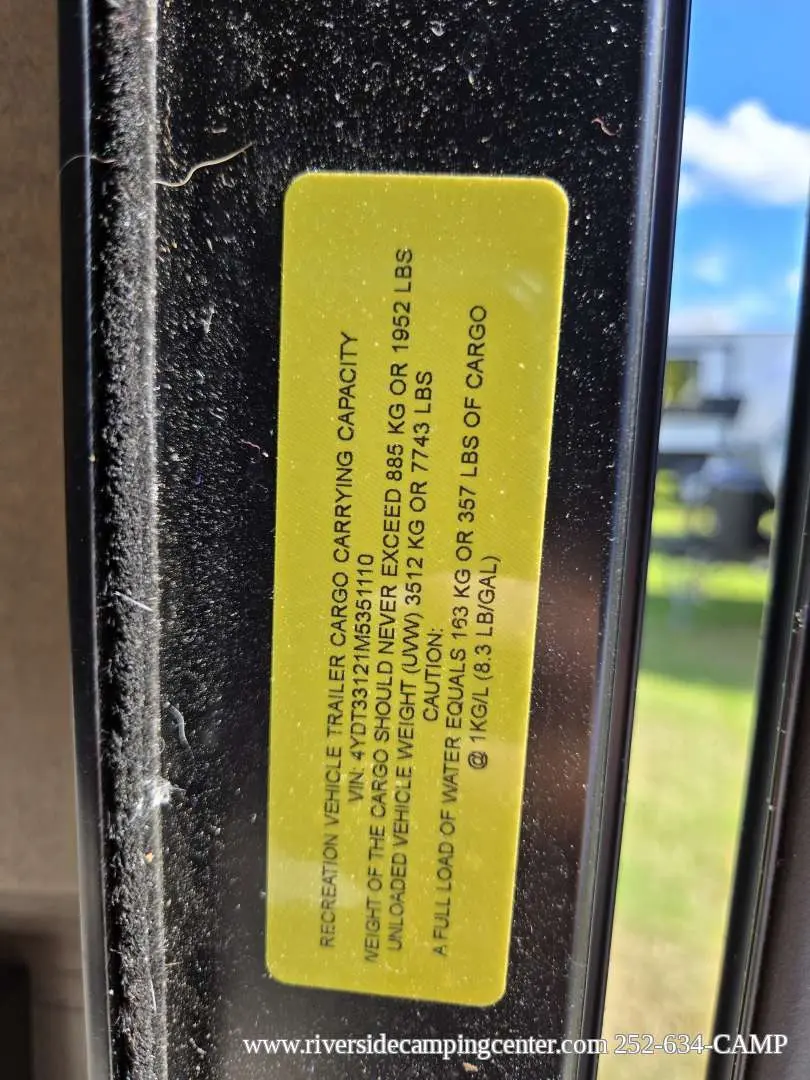 RECREATION VEHICLE TRAILER CARGO CARRYING CAPACITY
VIN: 4YDT33121M5351110
WEIGHT OF THE CARGO SHOULD NEVER EXCEED 885 KG OR 1952 LBS
UNLOADED VEHICLE WEIGHT (UVW) 3512 KG OR 7743 LBS
CAUTION:
A FULL LOAD OF WATER EQUALS 163 KG OR 357 LBS OF CARGO
@ 1KG/L (8.3 LB/GAL)
www.riversidecampingcenter.com 252-634-CAMP